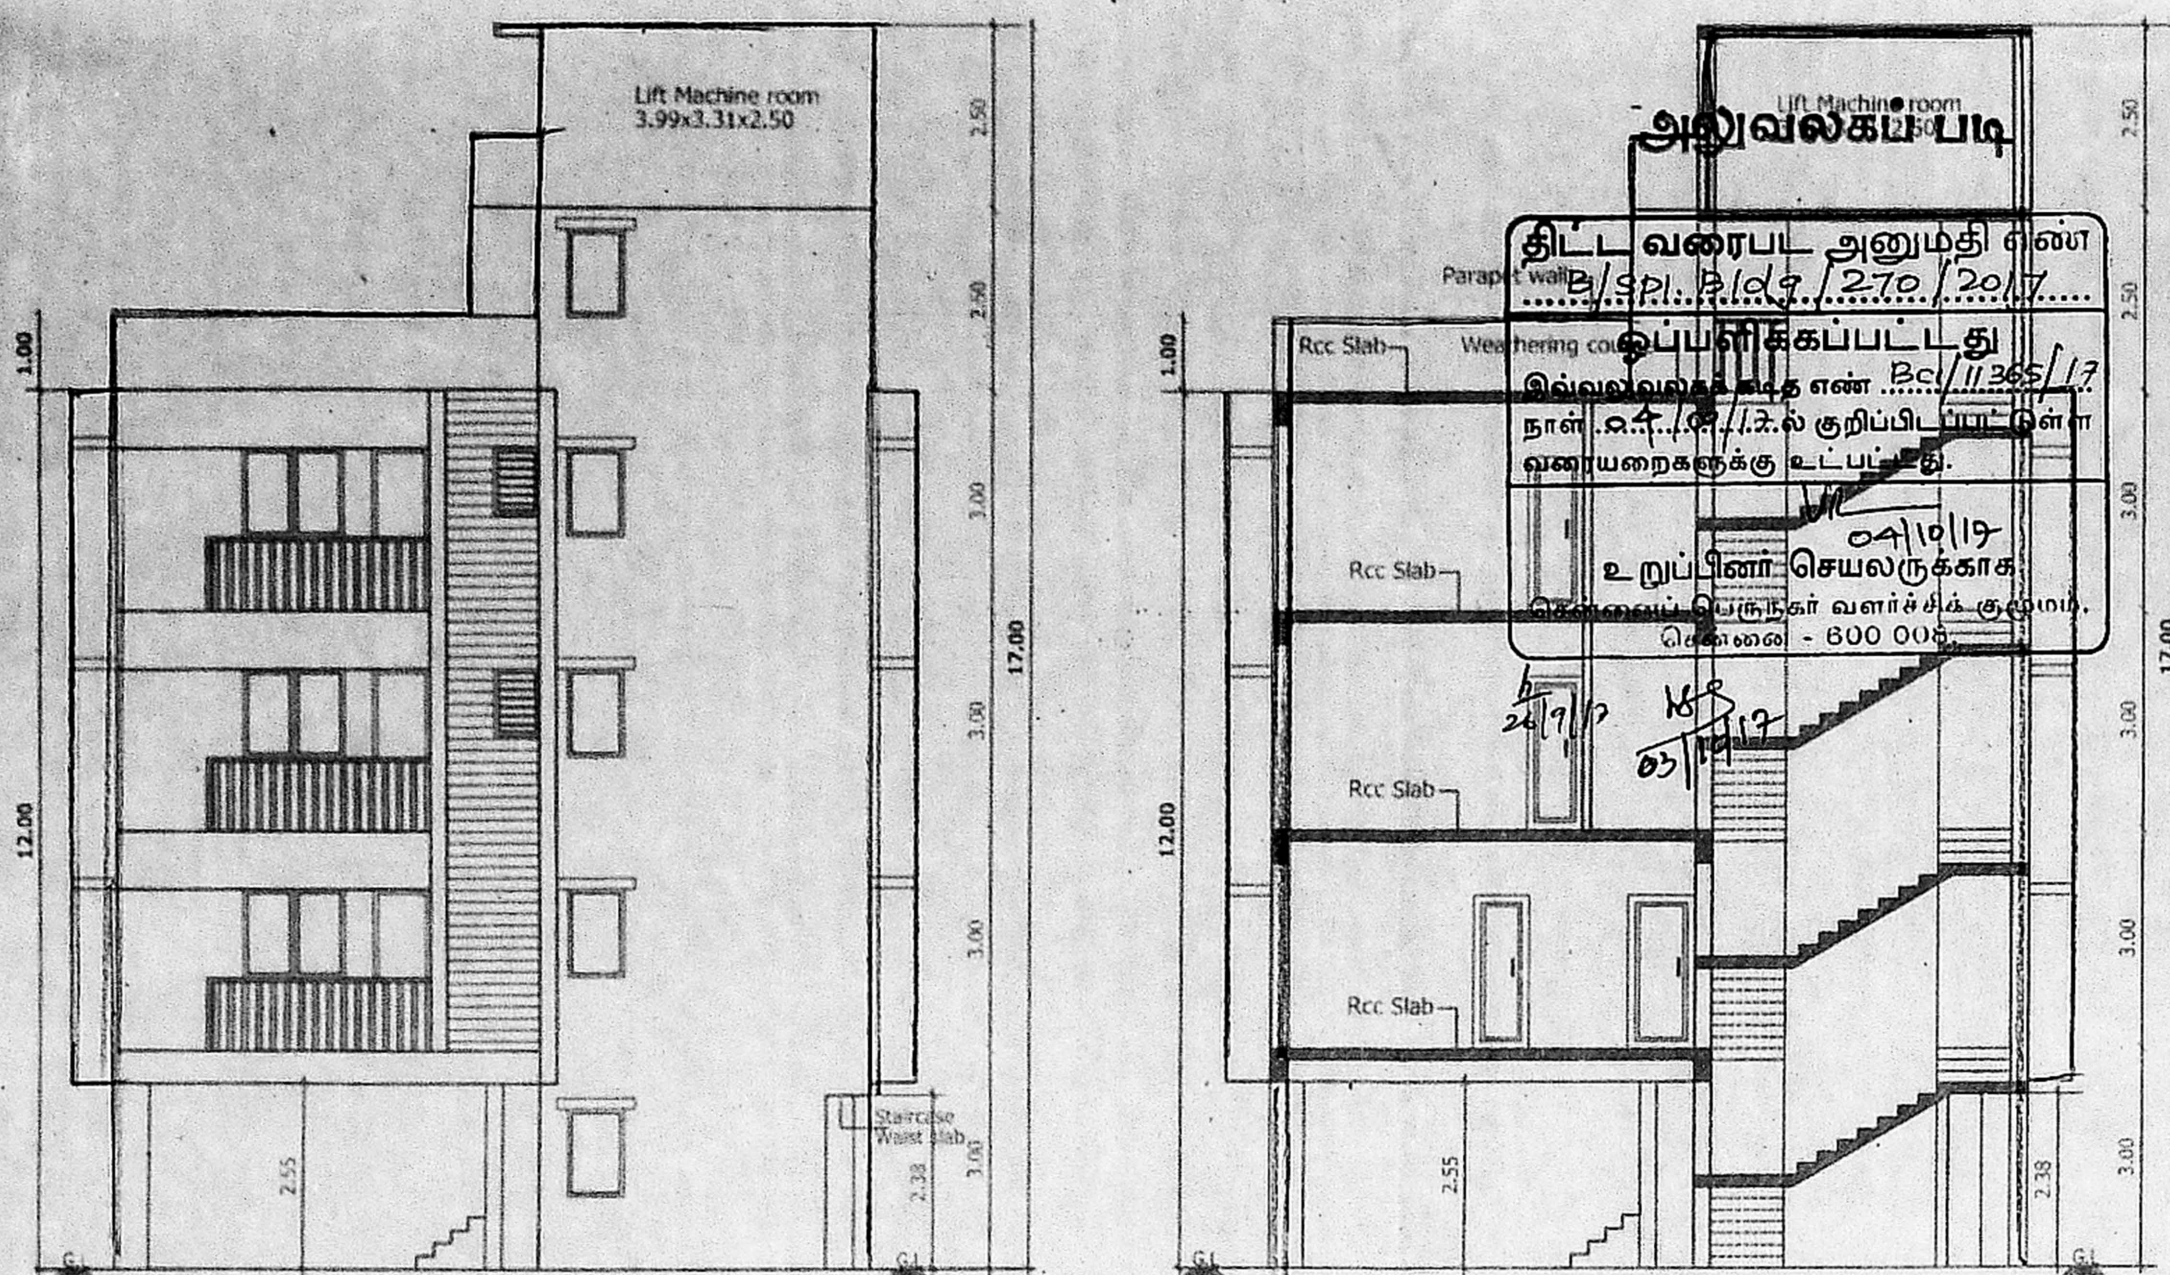 Lift Machine room
3.99x3.31x2.50
2.50
2.50
1.00
3.00
3.00
17.00
12.00
3.00
Staircase
Waist slab
3.00
2.55
2.38
G.L
G.L
Lift Machine room
அலுவலகப் படி
திட்ட வரைபட அனுமதி எண்
B/Spl. Bldg/270/2017
Parapet wall
ஒப்பளிக்கப்பட்டது
Rcc Slab
Weathering
இவ்வலுவலகக் கடித எண் BC1/11365/17
நாள் 04/ /17ல் குறிப்பிடப்பட்டுள்ள
வரையறைகளுக்கு உட்பட்டது.
04/10/17
உறுப்பினர் செயலருக்காக
சென்னைப் பெருநகர் வளர்ச்சிக் குழுமம்,
சென்னை - 600 008.
Rcc Slab
26/9/17
03/10/17
Rcc Slab
Rcc Slab
2.50
2.50
1.00
3.00
17.00
3.00
12.00
3.00
3.00
2.55
2.38
G.L
G.L